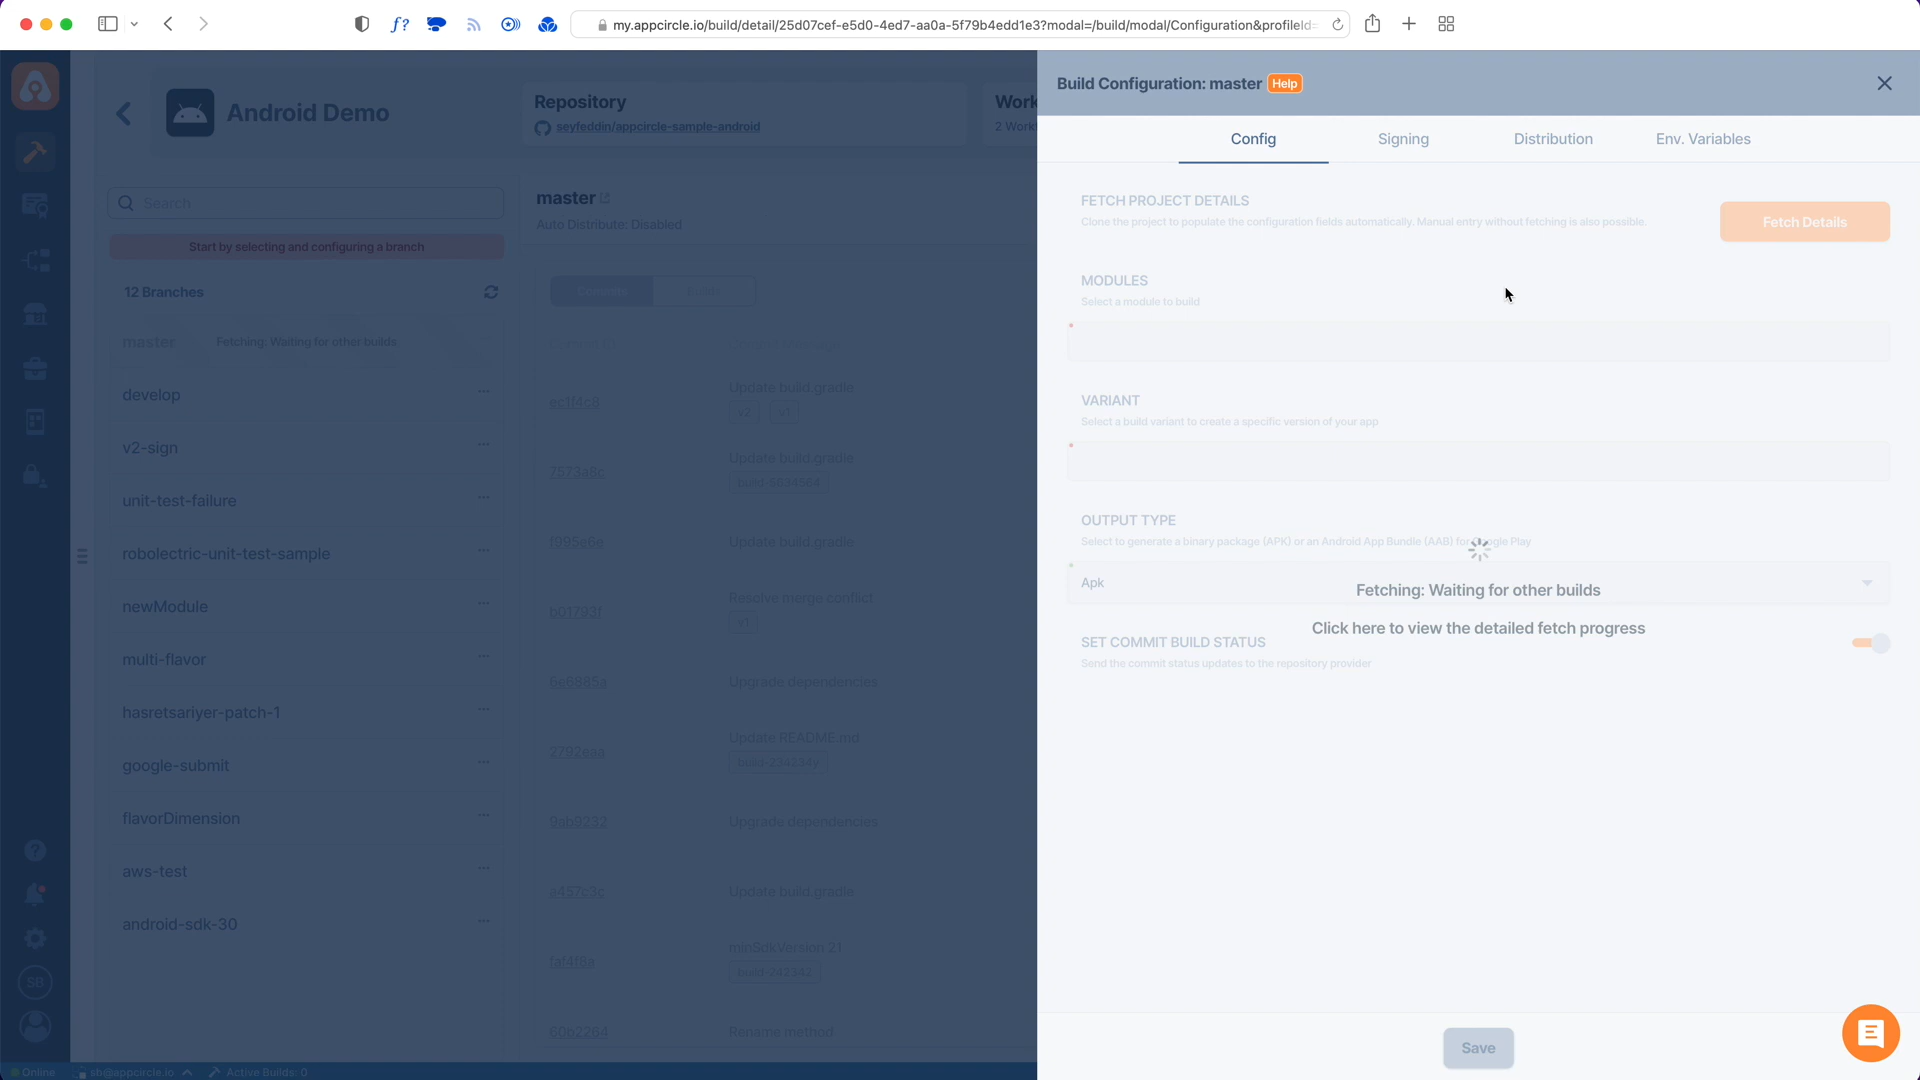 my.appcircle.io/build/detail/25d07cef-e5d0-4ed7-aa0a-5f79b4edd1e3?modal=/build/modal/Configuration&profileId=
Android Demo
Repository
seyfeddin/appcircle-sample-android
Work
2 Work
Search
Start by selecting and configuring a branch
12 Branches
master
Fetching: Waiting for other builds
develop
v2-sign
unit-test-failure
robolectric-unit-test-sample
newModule
multi-flavor
hasretsariyer-patch-1
google-submit
flavorDimension
aws-test
android-sdk-30
master
Auto Distribute: Disabled
Commits
Builds
ec1f4c8
Update build.gradle
v2
v1
7573a8c
Update build.gradle
build-5634564
f995e6e
Update build.gradle
b01793f
Resolve merge conflict
v1
6e8885a
Upgrade dependencies
2792eaa
Update README.md
build-234234y
9ab9232
Upgrade dependencies
a457c3c
Update build.gradle
faf4f6a
minSdkVersion 21
build-242342
60b2264
Rename method
SB
Online
sb@appcircle.io
Active Builds: 0
Build Configuration: master
Help
Config
Signing
Distribution
Env. Variables
FETCH PROJECT DETAILS
Clone the project to populate the configuration fields automatically. Manual entry without fetching is also possible.
Fetch Details
MODULES
Select a module to build
VARIANT
Select a build variant to create a specific version of your app
OUTPUT TYPE
Select to generate a binary package (APK) or an Android App Bundle (AAB) for Google Play
Apk
Fetching: Waiting for other builds
Click here to view the detailed fetch progress
SET COMMIT BUILD STATUS
Send the commit status updates to the repository provider
Save